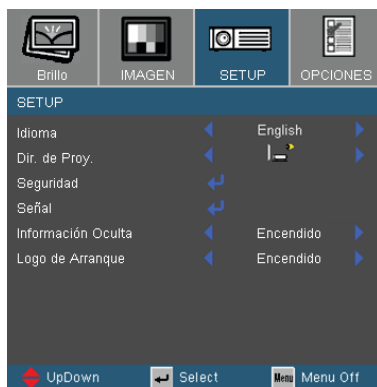 Brillo IMAGEN SETUP OPCIONES
SETUP
Idioma English
Dir. de Proy.
Seguridad
Señal
Información Oculta Encendido
Logo de Arranque Encendido
UpDown Select Menu Menu Off